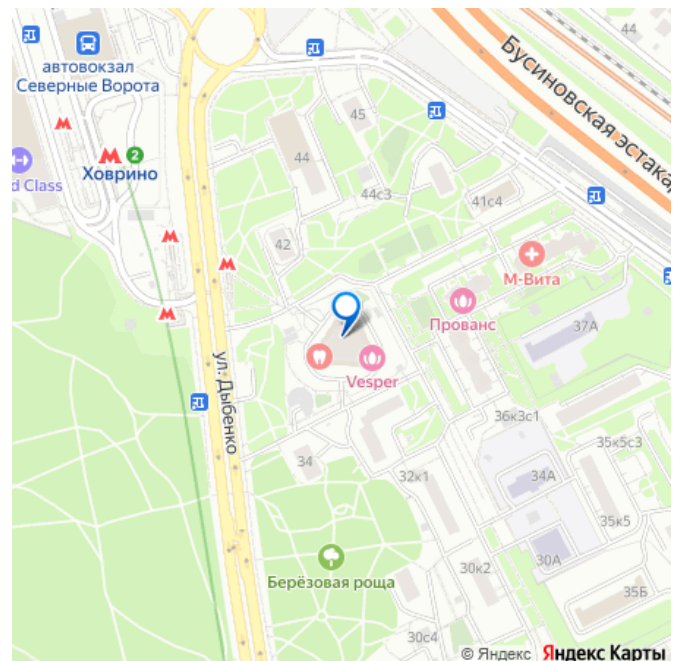 44
автовокзал
Северные Ворота
Бусиновская эстака
45
44
2
Ховрино
d Class
44с3
41с4
42
М-Вита
Прованс
37А
Vesper
ул. Дыбенко
36к3с1
35к5с3
34
32к1
34А
35к5
30А
30к2
Берёзовая роща
35Б
30с4
© Яндекс Яндекс Карты